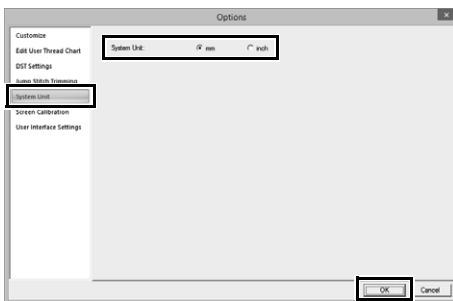 Options
x
Customize
Edit User Thread Chart
DST Settings
Jump Stitch Trimming
System Unit
Screen Calibration
User Interface Settings
System Unit: mm inch
OK Cancel